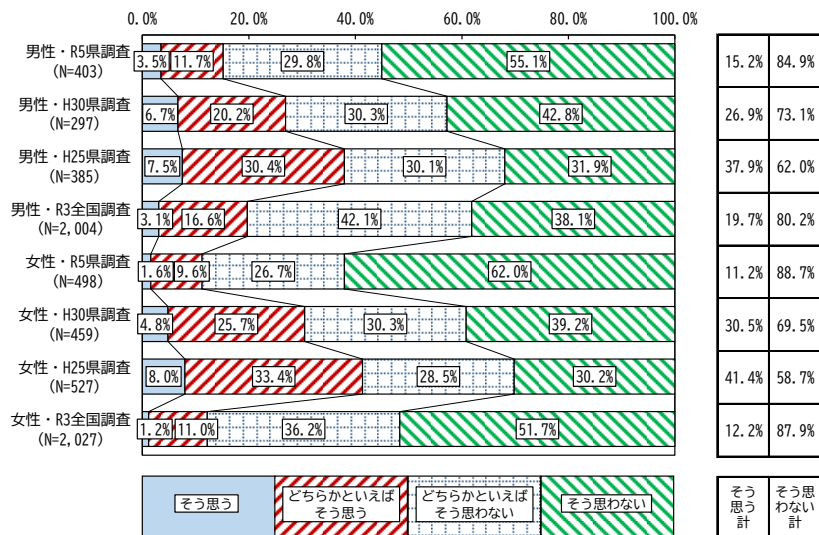 0.0% 20.0% 40.0% 60.0% 80.0% 100.0%
男性・R5県調査
(N=403)
3.5% 11.7% 29.8% 55.1% 15.2% 84.9%
男性・H30県調査
(N=297)
6.7% 20.2% 30.3% 42.8% 26.9% 73.1%
男性・H25県調査
(N=385)
7.5% 30.4% 30.1% 31.9% 37.9% 62.0%
男性・R3全国調査
(N=2,004)
3.1% 16.6% 42.1% 38.1% 19.7% 80.2%
女性・R5県調査
(N=498)
1.6% 9.6% 26.7% 62.0% 11.2% 88.7%
女性・H30県調査
(N=459)
4.8% 25.7% 30.3% 39.2% 30.5% 69.5%
女性・H25県調査
(N=527)
8.0% 33.4% 28.5% 30.2% 41.4% 58.7%
女性・R3全国調査
(N=2,027)
1.2% 11.0% 36.2% 51.7% 12.2% 87.9%
そう思う
どちらかといえば
そう思う
どちらかといえば
そう思わない
そう思わない
そう
思う
計
そう思
わない
計